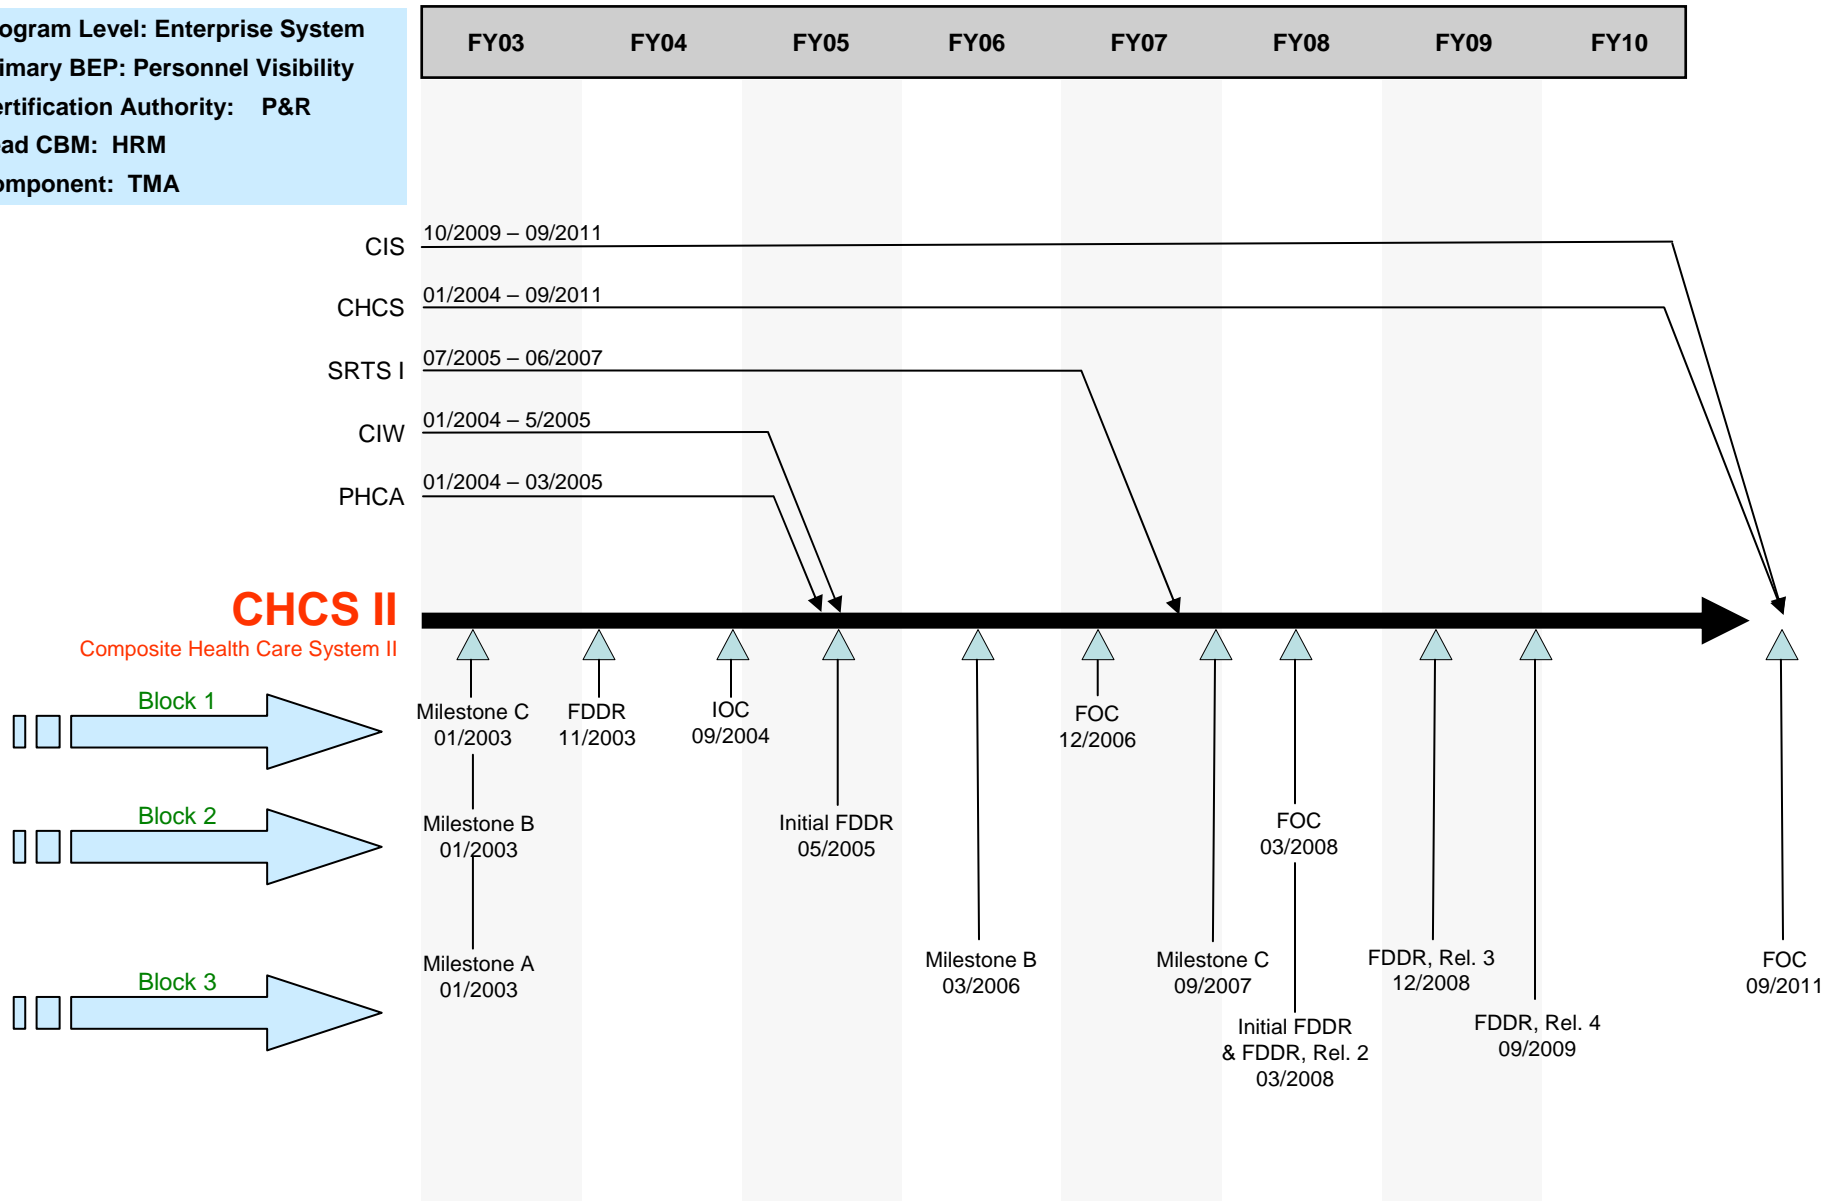 ogram Level: Enterprise System
imary BEP: Personnel Visibility
ertification Authority: P&R
ead CBM: HRM
omponent: TMA
FY03 FY04 FY05 FY06 FY07 FY08 FY09 FY10
CIS 10/2009 – 09/2011
CHCS 01/2004 – 09/2011
SRTS I 07/2005 – 06/2007
CIW 01/2004 – 5/2005
PHCA 01/2004 – 03/2005
CHCS II
Composite Health Care System II
Block 1
Milestone C
01/2003
FDDR
11/2003
IOC
09/2004
FOC
12/2006
Block 2
Milestone B
01/2003
Initial FDDR
05/2005
FOC
03/2008
Block 3
Milestone A
01/2003
Milestone B
03/2006
Milestone C
09/2007
Initial FDDR
& FDDR, Rel. 2
03/2008
FDDR, Rel. 3
12/2008
FDDR, Rel. 4
09/2009
FOC
09/2011